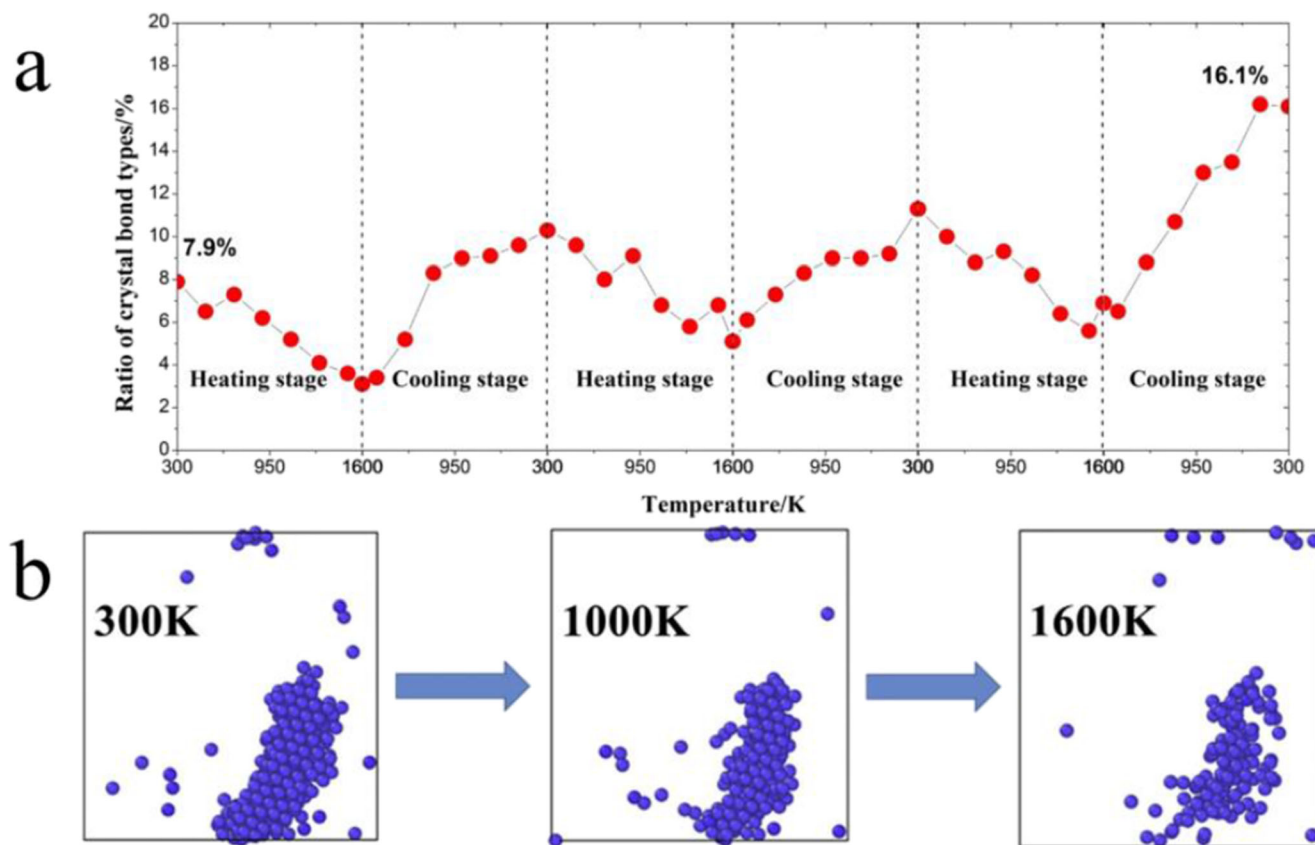 a
Ratio of crystal bond types/%
20
18
16
14
12
10
8
6
4
2
0
7.9%
16.1%
Heating stage
Cooling stage
Heating stage
Cooling stage
Heating stage
Cooling stage
300
950
1600
950
300
950
1600
950
300
950
1600
950
300
Temperature/K
b
300K
1000K
1600K